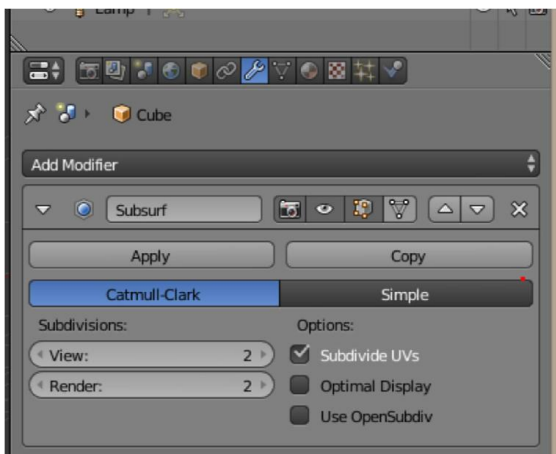 Lamp
Cube
Add Modifier
Subsurf
Apply Copy
Catmull-Clark Simple
Subdivisions: Options:
View: 2 Subdivide UVs
Render: 2 Optimal Display
Use OpenSubdiv